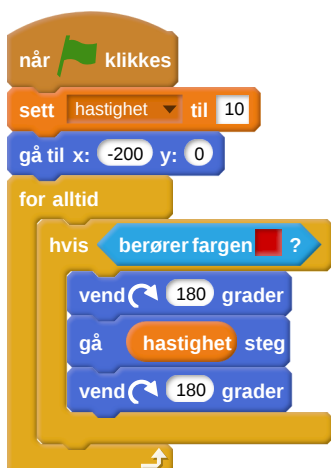 når klikkes
sett hastighet til 10
gå til x: -200 y: 0
for alltid
hvis berører fargen ?
vend 180 grader
gå hastighet steg
vend 180 grader